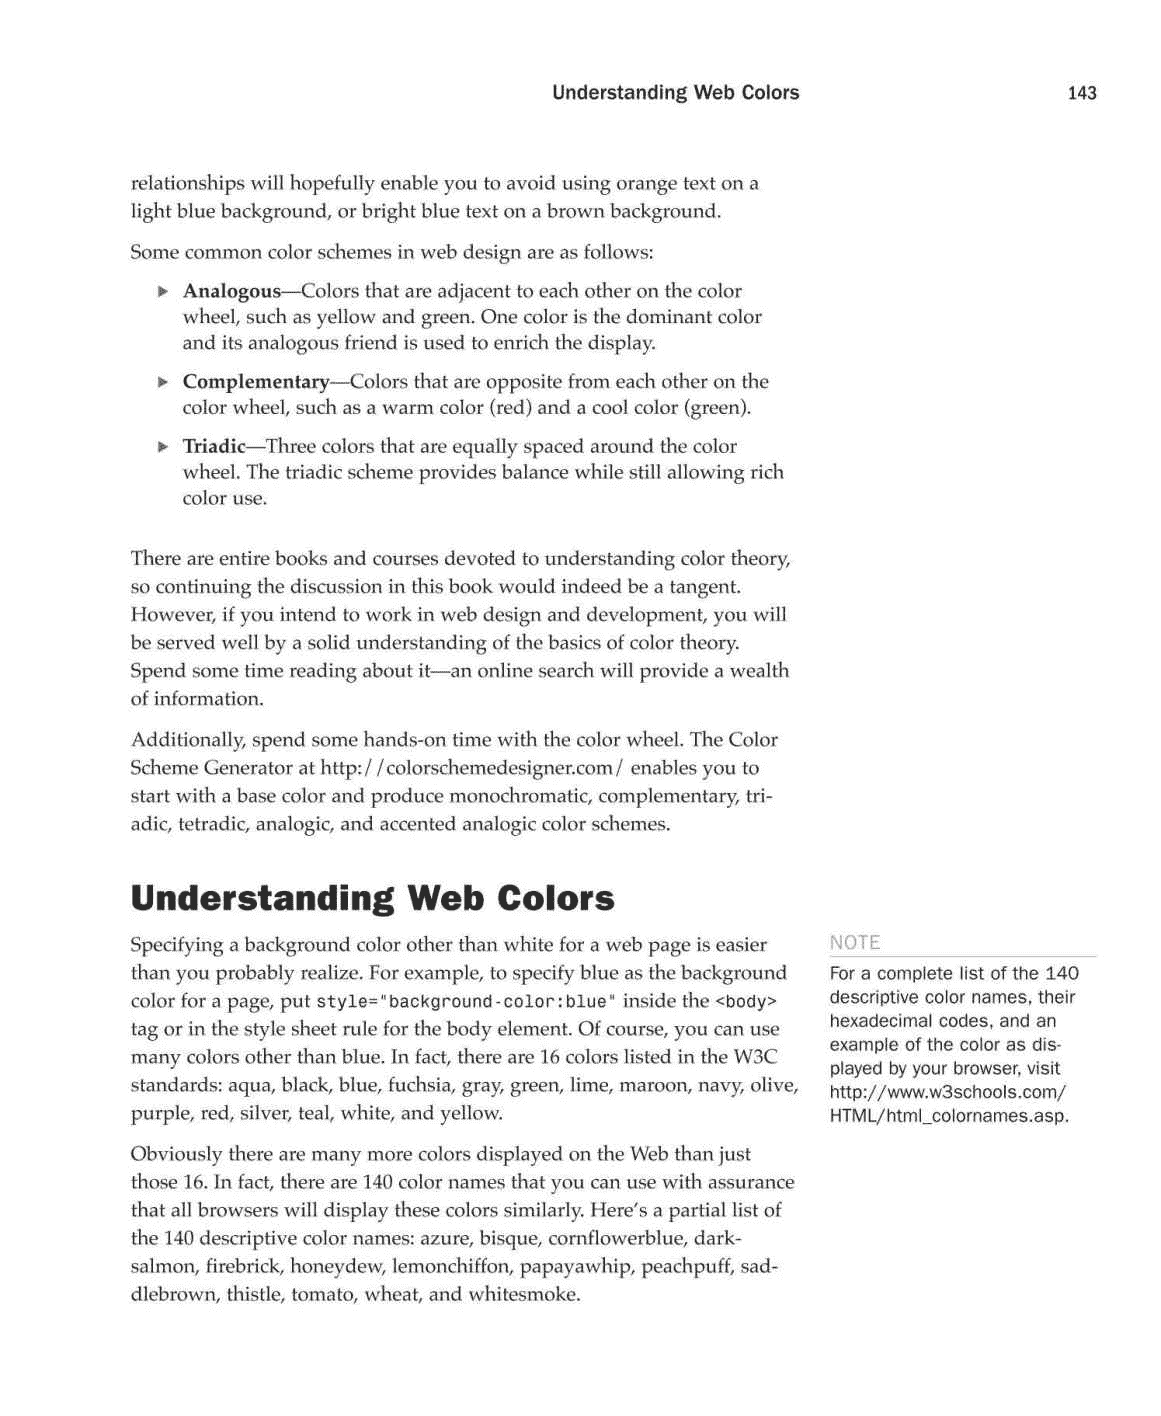 Understanding Web Colors 143
relationships will hopefully enable you to avoid using orange text on a
light blue background, or bright blue text on a brown background.
Some common color schemes in web design are as follows:
▶ Analogous—Colors that are adjacent to each other on the color
wheel, such as yellow and green. One color is the dominant color
and its analogous friend is used to enrich the display.
▶ Complementary—Colors that are opposite from each other on the
color wheel, such as a warm color (red) and a cool color (green).
▶ Triadic—Three colors that are equally spaced around the color
wheel. The triadic scheme provides balance while still allowing rich
color use.
There are entire books and courses devoted to understanding color theory,
so continuing the discussion in this book would indeed be a tangent.
However, if you intend to work in web design and development, you will
be served well by a solid understanding of the basics of color theory.
Spend some time reading about it—an online search will provide a wealth
of information.
Additionally, spend some hands-on time with the color wheel. The Color
Scheme Generator at http://colorschemedesigner.com/ enables you to
start with a base color and produce monochromatic, complementary, tri-
adic, tetradic, analogic, and accented analogic color schemes.
Understanding Web Colors
Specifying a background color other than white for a web page is easier
than you probably realize. For example, to specify blue as the background
color for a page, put style="background-color:blue" inside the <body>
tag or in the style sheet rule for the body element. Of course, you can use
many colors other than blue. In fact, there are 16 colors listed in the W3C
standards: aqua, black, blue, fuchsia, gray, green, lime, maroon, navy, olive,
purple, red, silver, teal, white, and yellow.
Obviously there are many more colors displayed on the Web than just
those 16. In fact, there are 140 color names that you can use with assurance
that all browsers will display these colors similarly. Here's a partial list of
the 140 descriptive color names: azure, bisque, cornflowerblue, dark-
salmon, firebrick, honeydew, lemonchiffon, papayawhip, peachpuff, sad-
dlebrown, thistle, tomato, wheat, and whitesmoke.
NOTE
For a complete list of the 140
descriptive color names, their
hexadecimal codes, and an
example of the color as dis-
played by your browser, visit
http://www.w3schools.com/
HTML/html_colornames.asp.